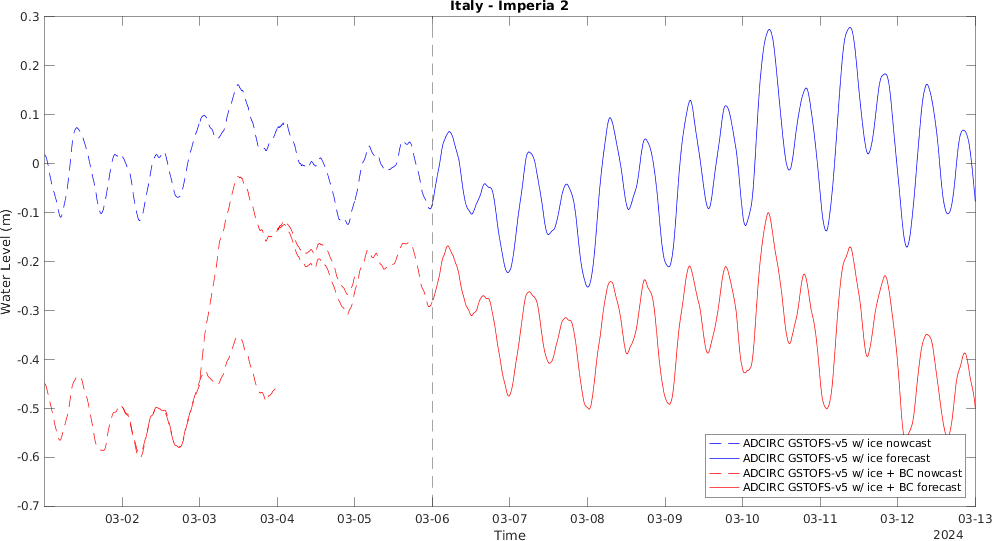 Italy - Imperia 2
0.3
0.2
0.1
0
-0.1
-0.2
-0.3
-0.4
-0.5
-0.6
-0.7
Water Level (m)
03-02 03-03 03-04 03-05 03-06 03-07 03-08 03-09 03-10 03-11 03-12 03-13
Time
2024
ADCIRC GSTOFS-v5 w/ ice nowcast
ADCIRC GSTOFS-v5 w/ ice forecast
ADCIRC GSTOFS-v5 w/ ice + BC nowcast
ADCIRC GSTOFS-v5 w/ ice + BC forecast